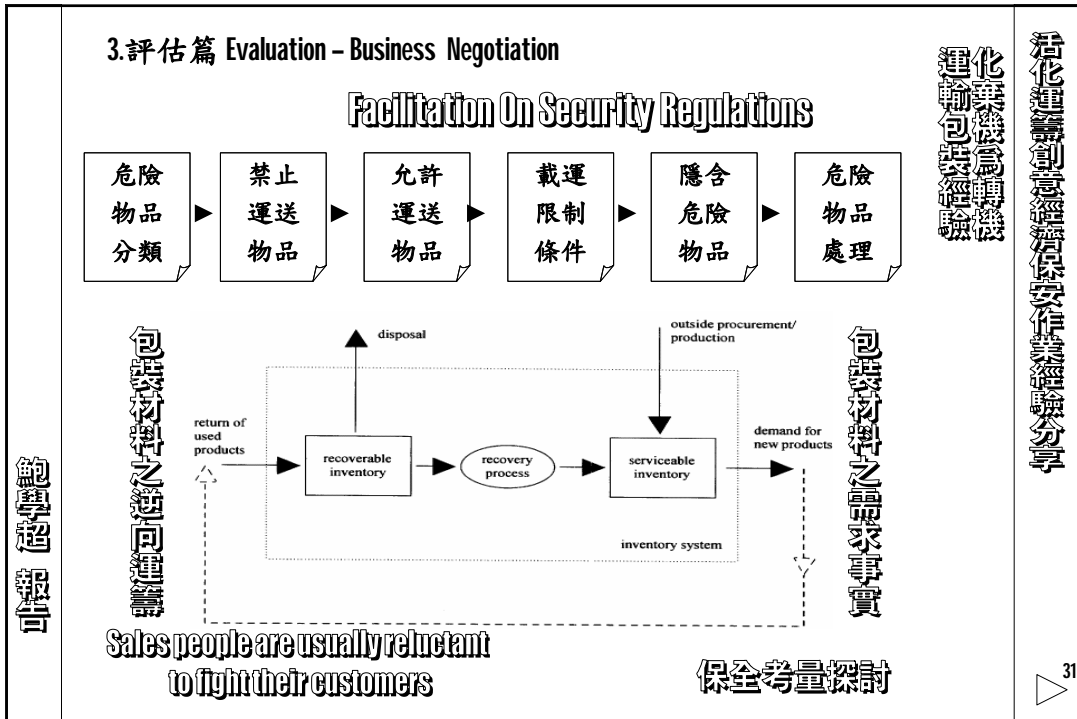 3.評估篇 Evaluation – Business Negotiation
Facilitation On Security Regulations
危險
物品
分類
禁止
運送
物品
允許
運送
物品
載運
限制
條件
隱含
危險
物品
危險
物品
處理
化棄機為轉機
運輸包裝經驗
活化運籌創意經濟保安作業經驗分享
鮑學超 報告
包裝材料之逆向運籌
disposal
outside procurement/
production
return of
used
products
recoverable
inventory
recovery
process
serviceable
inventory
demand for
new products
inventory system
包裝材料之需求事實
Sales people are usually reluctant
to fight their customers
保全考量探討
31